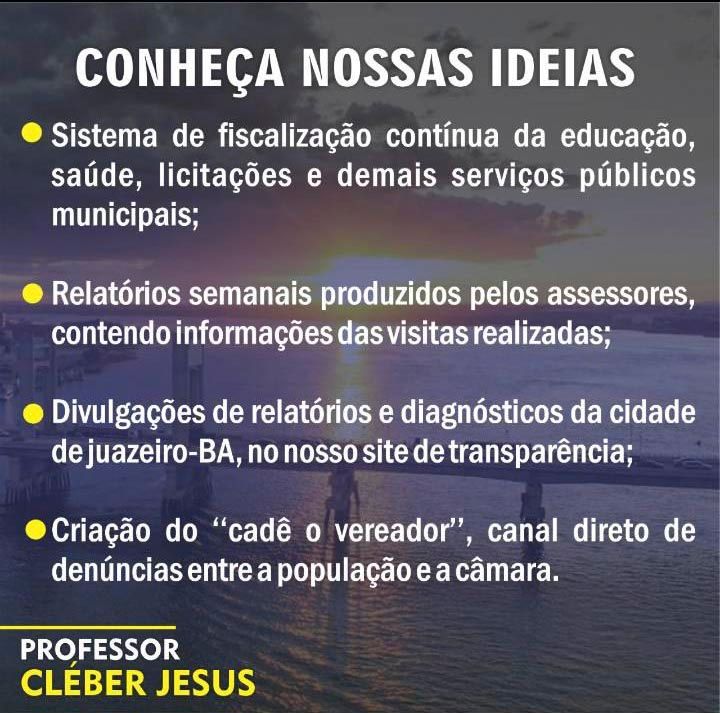 CONHEÇA NOSSAS IDEIAS
Sistema de fiscalização contínua da educação,
saúde, licitações e demais serviços públicos
municipais;
Relatórios semanais produzidos pelos assessores,
contendo informações das visitas realizadas;
Divulgações de relatórios e diagnósticos da cidade
de juazeiro-BA, no nosso site de transparência;
Criação do “cadê o vereador”, canal direto de
denúncias entre a população e a câmara.
PROFESSOR
CLÉBER JESUS